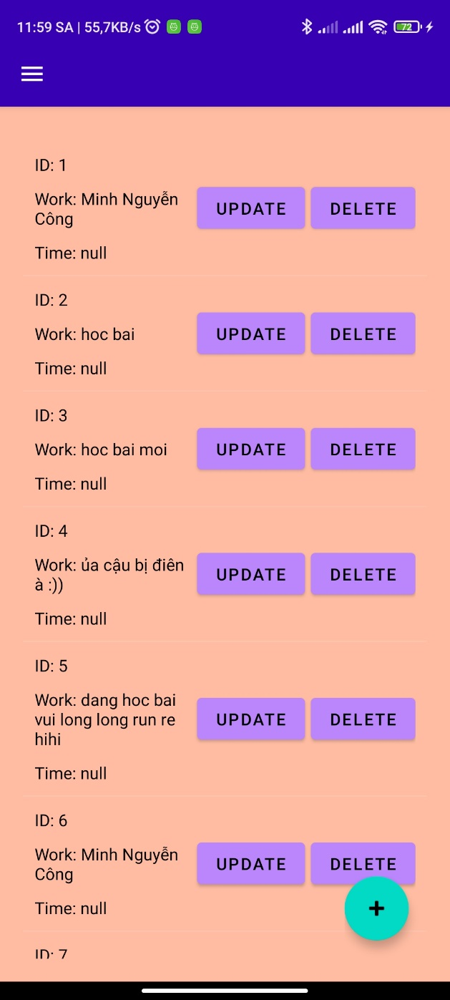 11:59 SA | 55,7KB/s
72
ID: 1
Work: Minh Nguyễn
Công
UPDATE DELETE
Time: null
ID: 2
Work: hoc bai
UPDATE DELETE
Time: null
ID: 3
Work: hoc bai moi
UPDATE DELETE
Time: null
ID: 4
Work: ủa cậu bị điên
à :))
UPDATE DELETE
Time: null
ID: 5
Work: dang hoc bai
vui long long run re
hihi
UPDATE DELETE
Time: null
ID: 6
Work: Minh Nguyễn
Công
UPDATE DELETE
Time: null
+
ID: 7